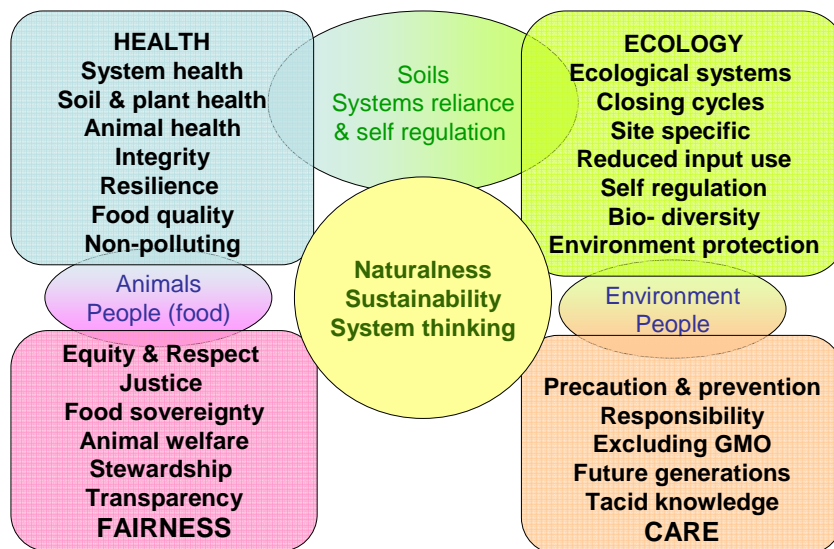 HEALTH
System health
Soil & plant health
Animal health
Integrity
Resilience
Food quality
Non-polluting
Soils
Systems reliance
& self regulation
ECOLOGY
Ecological systems
Closing cycles
Site specific
Reduced input use
Self regulation
Bio- diversity
Environment protection
Naturalness
Sustainability
System thinking
Animals
People (food)
Environment
People
Equity & Respect
Justice
Food sovereignty
Animal welfare
Stewardship
Transparency
FAIRNESS
Precaution & prevention
Responsibility
Excluding GMO
Future generations
Tacid knowledge
CARE